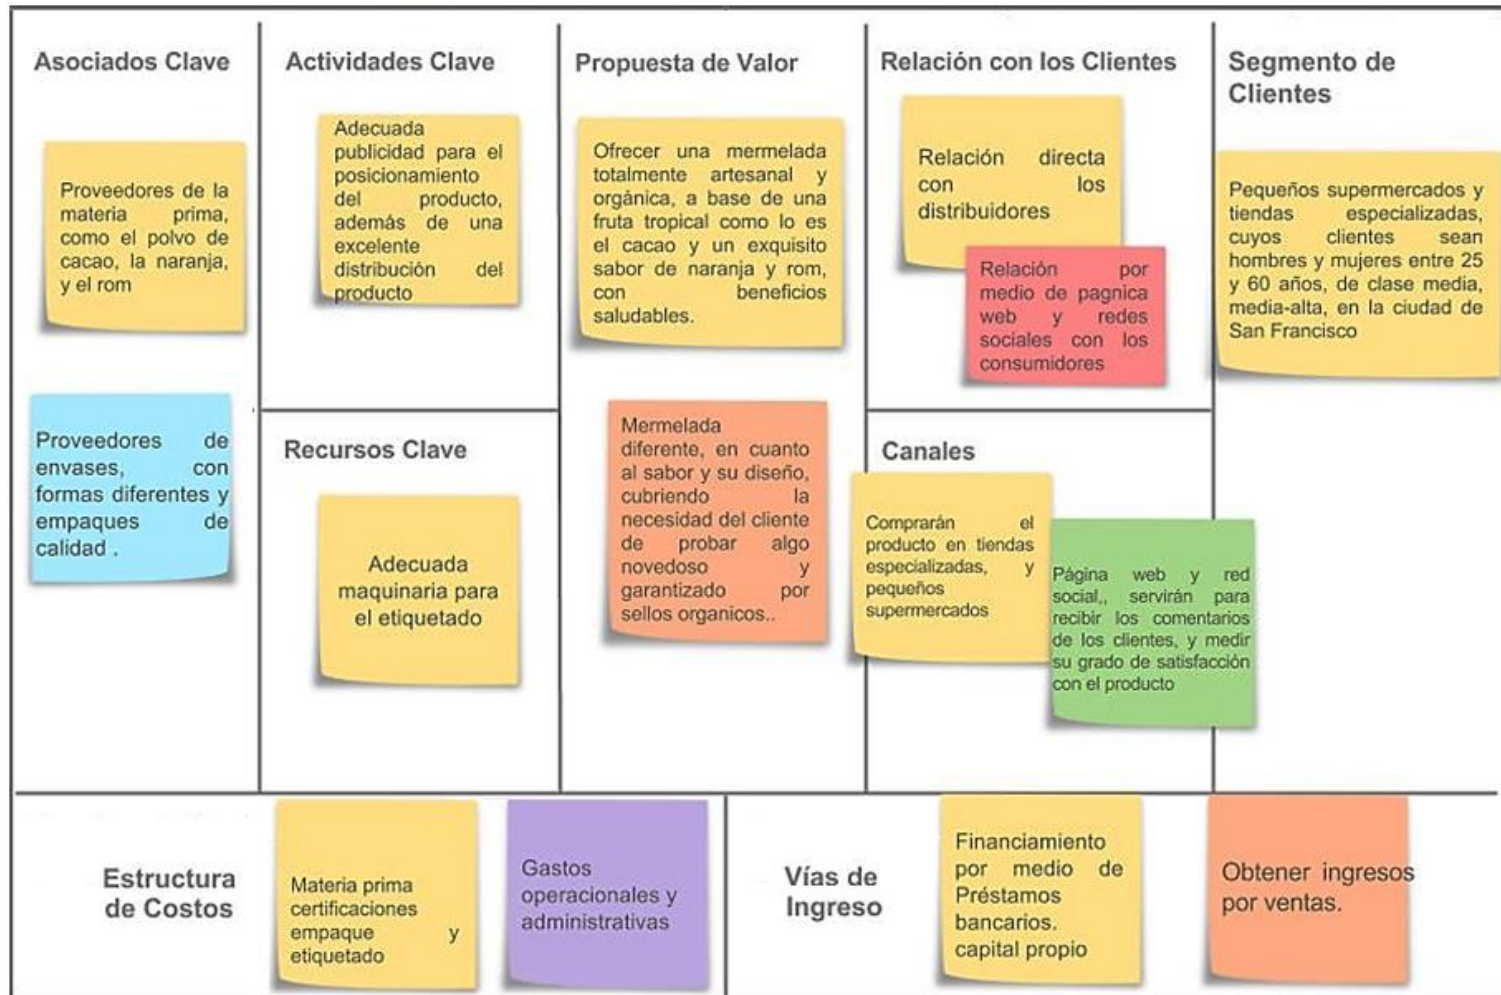 Asociados Clave
Proveedores de la
materia prima,
como el polvo de
cacao, la naranja,
y el rom
Proveedores de
envases, con
formas diferentes y
empaques de
calidad .
Actividades Clave
Adecuada
publicidad para el
posicionamiento
del producto,
además de una
excelente
distribución del
producto
Recursos Clave
Adecuada
maquinaria para
el etiquetado
Propuesta de Valor
Ofrecer una mermelada
totalmente artesanal y
orgánica, a base de una
fruta tropical como lo es
el cacao y un exquisito
sabor de naranja y rom,
con beneficios
saludables.
Mermelada
diferente, en cuanto
al sabor y su diseño,
cubriendo la
necesidad del cliente
de probar algo
novedoso y
garantizado por
sellos organicos..
Relación con los Clientes
Relación directa
con los
distribuidores
Relación por
medio de pagnica
web y redes
sociales con los
consumidores
Canales
Comprarán el
producto en tiendas
especializadas, y
pequeños
supermercados
Página web y red
social,, servirán para
recibir los comentarios
de los clientes, y medir
su grado de satisfacción
con el producto
Segmento de
Clientes
Pequeños supermercados y
tiendas especializadas,
cuyos clientes sean
hombres y mujeres entre 25
y 60 años, de clase media,
media-alta, en la ciudad de
San Francisco
Estructura
de Costos
Materia prima
certificaciones
empaque y
etiquetado
Gastos
operacionales y
administrativas
Vías de
Ingreso
Financiamiento
por medio de
Préstamos
bancarios.
capital propio
Obtener ingresos
por ventas.